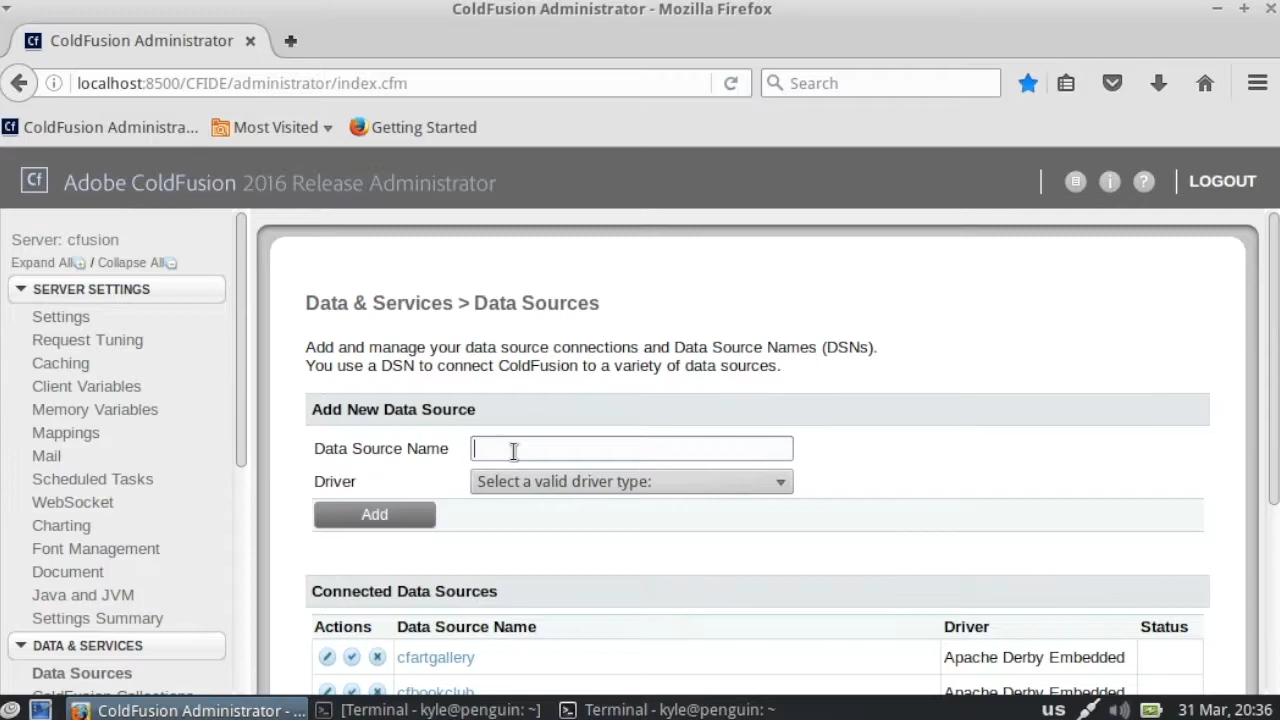 ColdFusion Administrator - Mozilla Firefox
Cf ColdFusion Administrator
localhost:8500/CFIDE/administrator/index.cfm
Search
Cf ColdFusion Administra... Most Visited Getting Started
Cf Adobe ColdFusion 2016 Release Administrator
LOGOUT
Server: cfusion
Expand All / Collapse All
SERVER SETTINGS
Settings
Request Tuning
Caching
Client Variables
Memory Variables
Mappings
Mail
Scheduled Tasks
WebSocket
Charting
Font Management
Document
Java and JVM
Settings Summary
DATA & SERVICES
Data Sources
ColdFusion Collections
Data & Services > Data Sources
Add and manage your data source connections and Data Source Names (DSNs).
You use a DSN to connect ColdFusion to a variety of data sources.
Add New Data Source
Data Source Name
Driver Select a valid driver type:
Add
Connected Data Sources
Actions Data Source Name Driver Status
cfartgallery Apache Derby Embedded
cfbookclub Apache Derby Embedded
ColdFusion Administrator - ... [Terminal - kyle@penguin: ~] Terminal - kyle@penguin: ~ us 31 Mar, 20:36